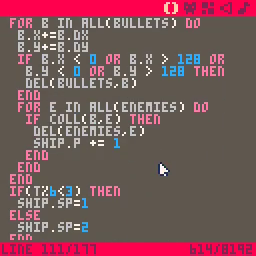 FOR B IN ALL(BULLETS) DO
B.X+=B.DX
B.Y+=B.DY
IF B.X < 0 OR B.X > 128 OR
B.Y < 0 OR B.Y > 128 THEN
DEL(BULLETS,B)
END
FOR E IN ALL(ENEMIES) DO
IF COLL(B,E) THEN
DEL(ENEMIES,E)
SHIP.P += 1
END
END
END
IF(T%6<3) THEN
SHIP.SP=1
ELSE
SHIP.SP=2
END
LINE 111/177 614/8192